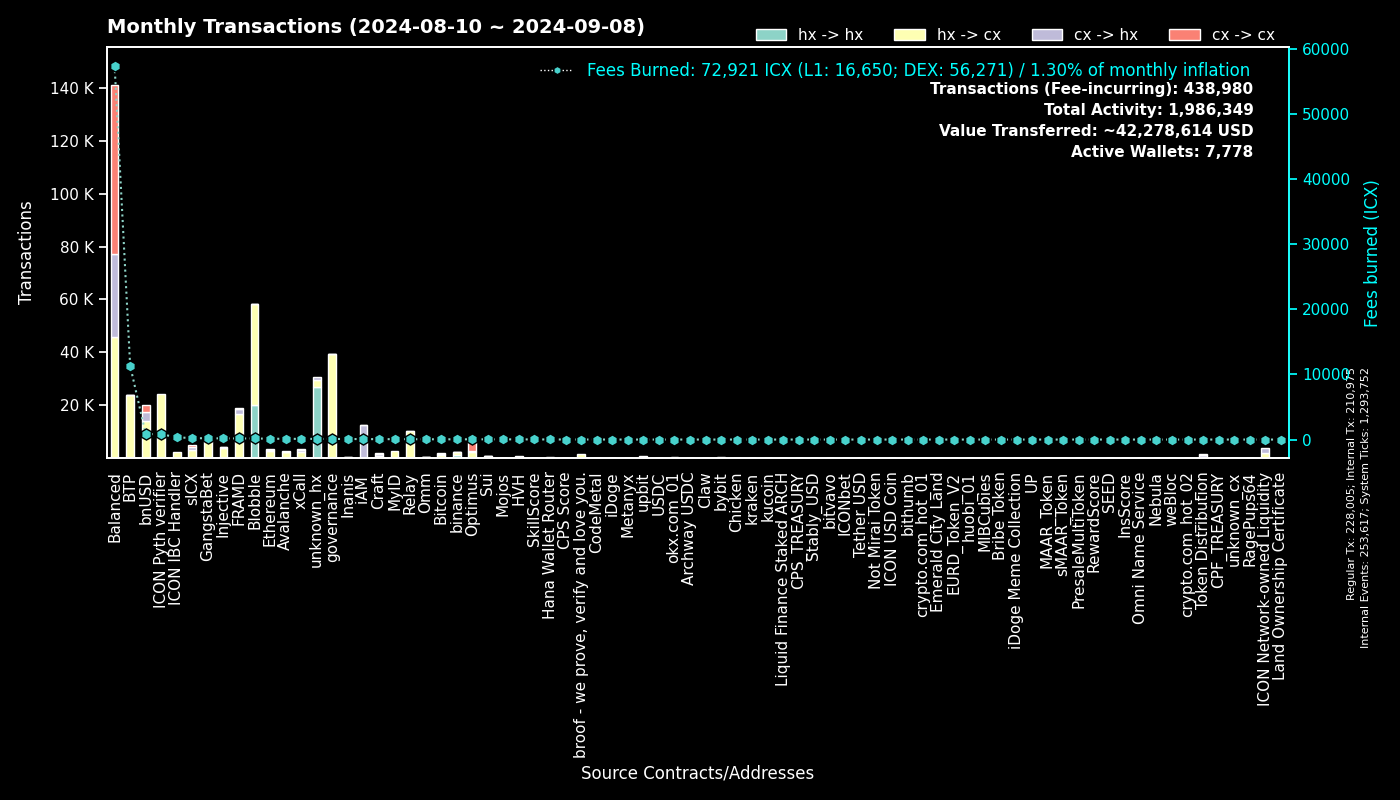 Monthly Transactions (2024-08-10 ~ 2024-09-08)
hx -> hx
hx -> cx
cx -> hx
cx -> cx
Fees Burned: 72,921 ICX (L1: 16,650; DEX: 56,271) / 1.30% of monthly inflation
Transactions (Fee-incurring): 438,980
Total Activity: 1,986,349
Value Transferred: ~42,278,614 USD
Active Wallets: 7,778
Transactions
140 K
120 K
100 K
80 K
60 K
40 K
20 K
60000
50000
40000
30000
20000
10000
0
Fees burned (ICX)
Regular Tx: 228,005; Internal Tx: 210,975
Internal Events: 253,617; System Ticks: 1,293,752
Balanced
BTP
bnUSD
ICON Pyth verifier
ICON IBC Handler
sICX
GangstaBet
Injective
FRAMD
Blobble
Ethereum
Avalanche
xCall
unknown_hx
governance
Inanis
iAM
Craft
MyID
Relay
Omm
Bitcoin
binance
Optimus
Sui
Mojos
HVH
SkillScore
Hana Wallet Router
CPS Score
broof - we prove, verify and love you.
CodeMetal
iDoge
Metanyx
upbit
USDC
okx.com_01
Archway USDC
Claw
bybit
Chicken
kraken
kucoin
Liquid Finance Staked ARCH
CPS_TREASURY
Stably_USD
bitvavo
ICONbet
Tether_USD
Not Mirai Token
ICON USD Coin
bithumb
crypto.com_hot_01
Emerald City Land
EURD_Token_V2
huobi_01
MIBCubies
Bribe Token
iDoge Meme Collection
UP
MAAR_Token
sMAAR_Token
PresaleMultiToken
RewardScore
SEED
InsScore
Omni Name Service
Nebula
weBloc
crypto.com_hot_02
Token Distribution
CPF_TREASURY
unknown_cx
RagePups64
ICON Network-owned Liquidity
Land Ownership Certificate
Source Contracts/Addresses